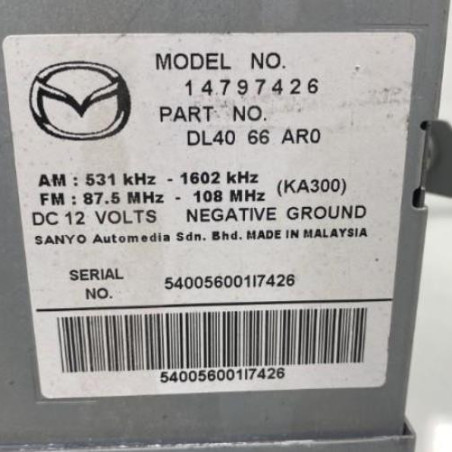 MODEL NO.
14797426
PART NO.
DL40 66 AR0
AM : 531 kHz - 1602 kHz
FM : 87.5 MHz - 108 MHz (KA300)
DC 12 VOLTS NEGATIVE GROUND
SANYO Automedia Sdn. Bhd. MADE IN MALAYSIA
SERIAL NO. 540056001I7426
540056001I7426